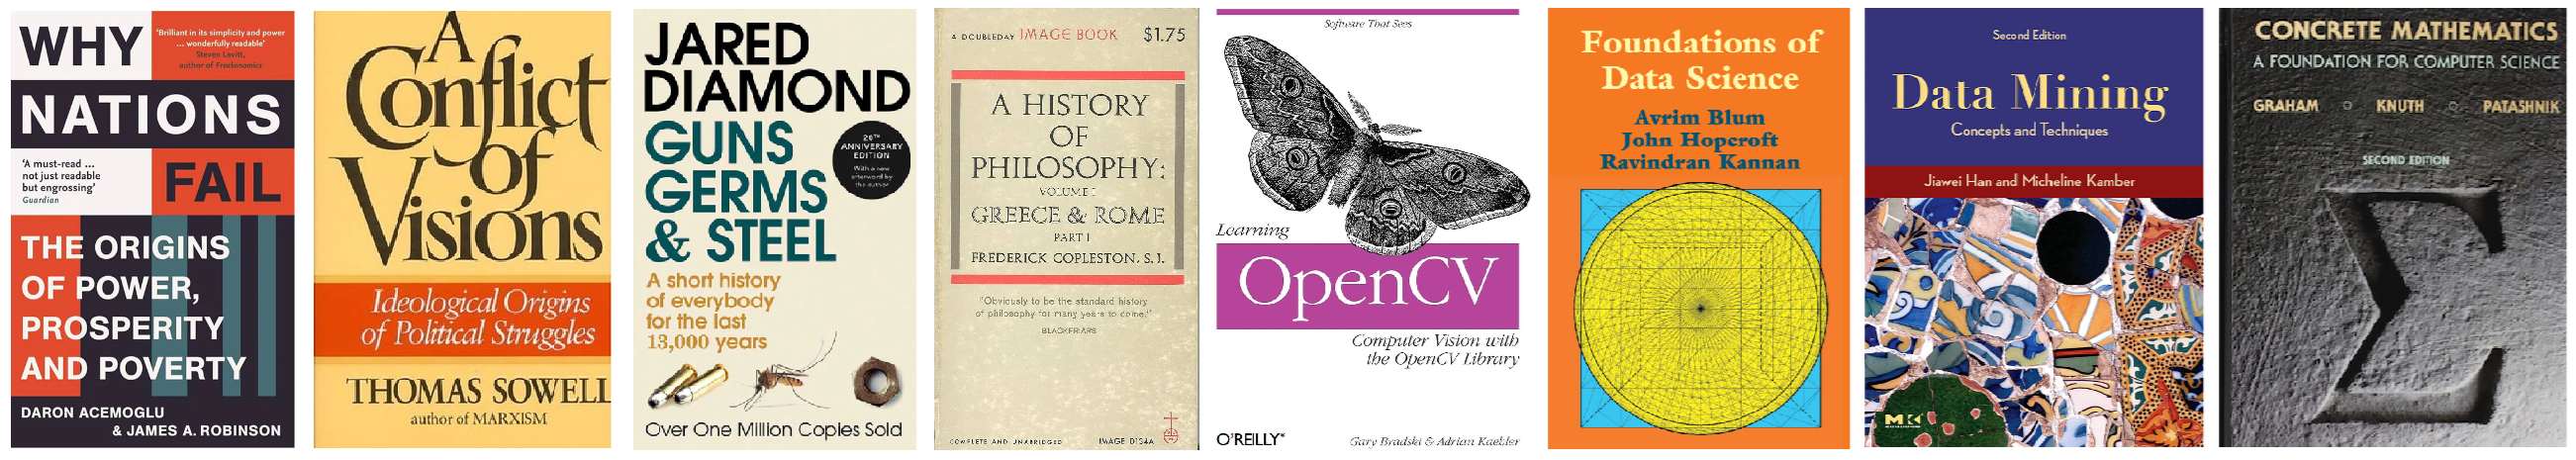 WHY
'Brilliant in its simplicity and power
... wonderfully readable'
Steven Levitt,
author of Freakonomics
NATIONS
'A must-read ...
not just readable
but engrossing'
Guardian
FAIL
THE ORIGINS
OF POWER,
PROSPERITY
AND POVERTY
DARON ACEMOGLU
& JAMES A. ROBINSON
A
Conflict
of
Visions
Ideological Origins
of Political Struggles
THOMAS SOWELL
author of MARXISM
JARED
DIAMOND
GUNS
GERMS
& STEEL
20TH
ANNIVERSARY
EDITION
With a new
afterword by
the author
A short history
of everybody
for the last
13,000 years
Over One Million Copies Sold
A DOUBLEDAY IMAGE BOOK $1.75
A HISTORY
OF
PHILOSOPHY:
VOLUME I
GREECE & ROME
PART I
FREDERICK COPLESTON, S.J.
"Obviously to be the standard history
of philosophy for many years to come."
BLACKFRIARS
COMPLETE AND UNABRIDGED IMAGE D134A
Software That Sees
Learning
OpenCV
Computer Vision with
the OpenCV Library
O'REILLY® Gary Bradski & Adrian Kaehler
Foundations of
Data Science
Avrim Blum
John Hopcroft
Ravindran Kannan
Second Edition
Data Mining
Concepts and Techniques
Jiawei Han and Micheline Kamber
MK
CONCRETE MATHEMATICS
A FOUNDATION FOR COMPUTER SCIENCE
GRAHAM ○ KNUTH ○ PATASHNIK
SECOND EDITION
Σ